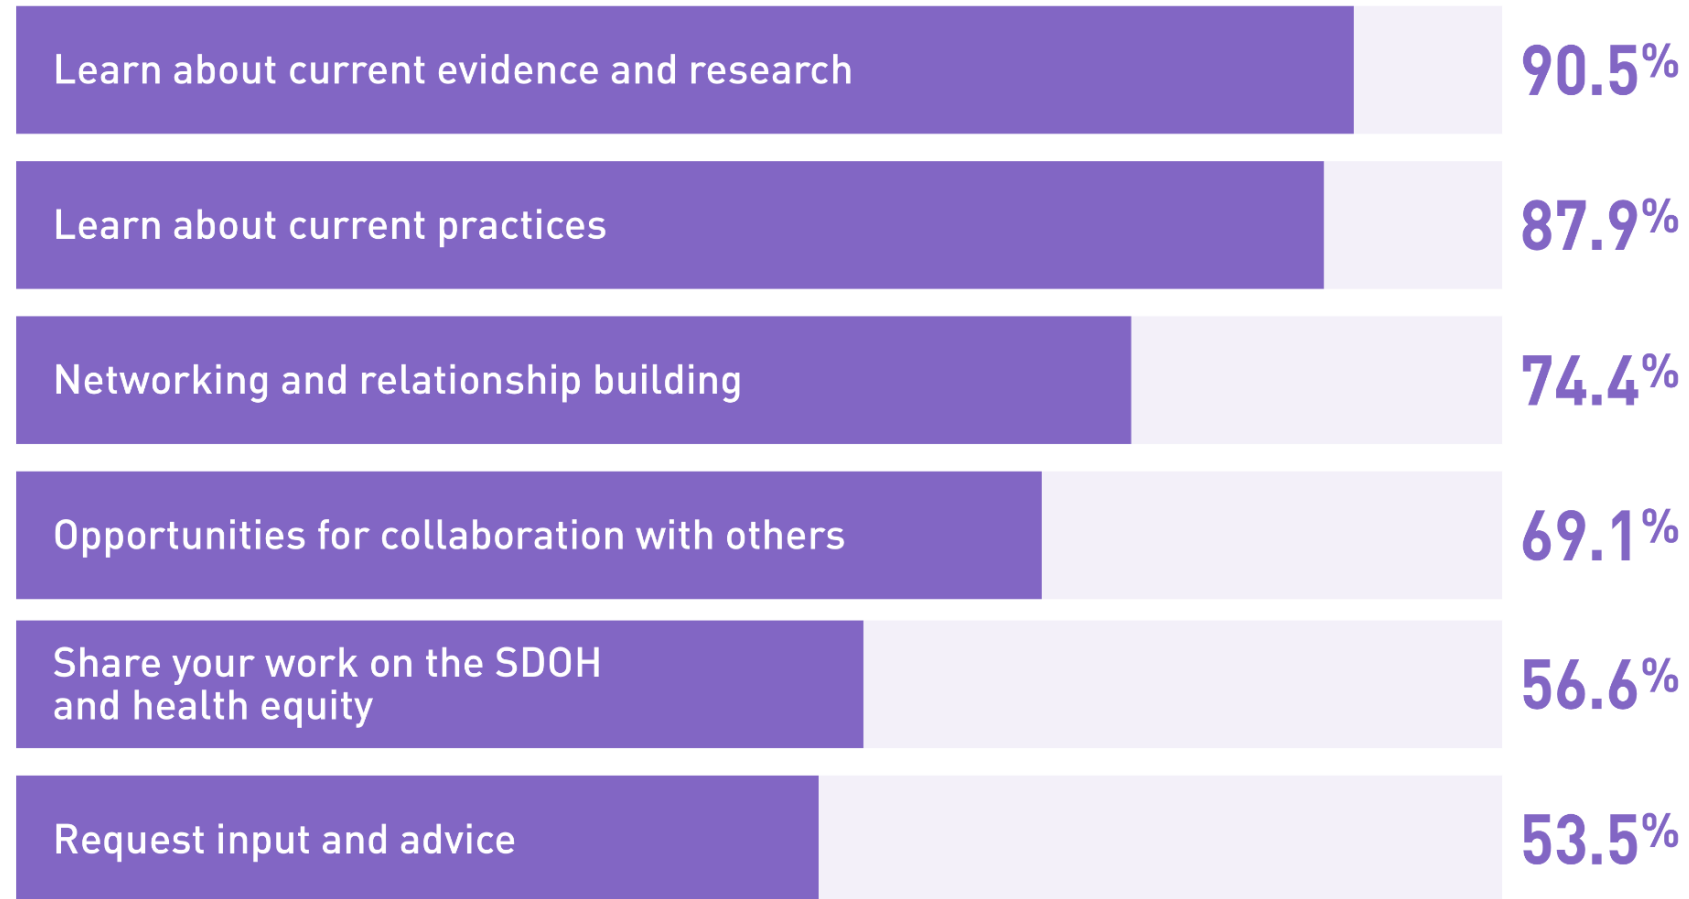 Learn about current evidence and research
90.5%
Learn about current practices
87.9%
Networking and relationship building
74.4%
Opportunities for collaboration with others
69.1%
Share your work on the SDOH
and health equity
56.6%
Request input and advice
53.5%